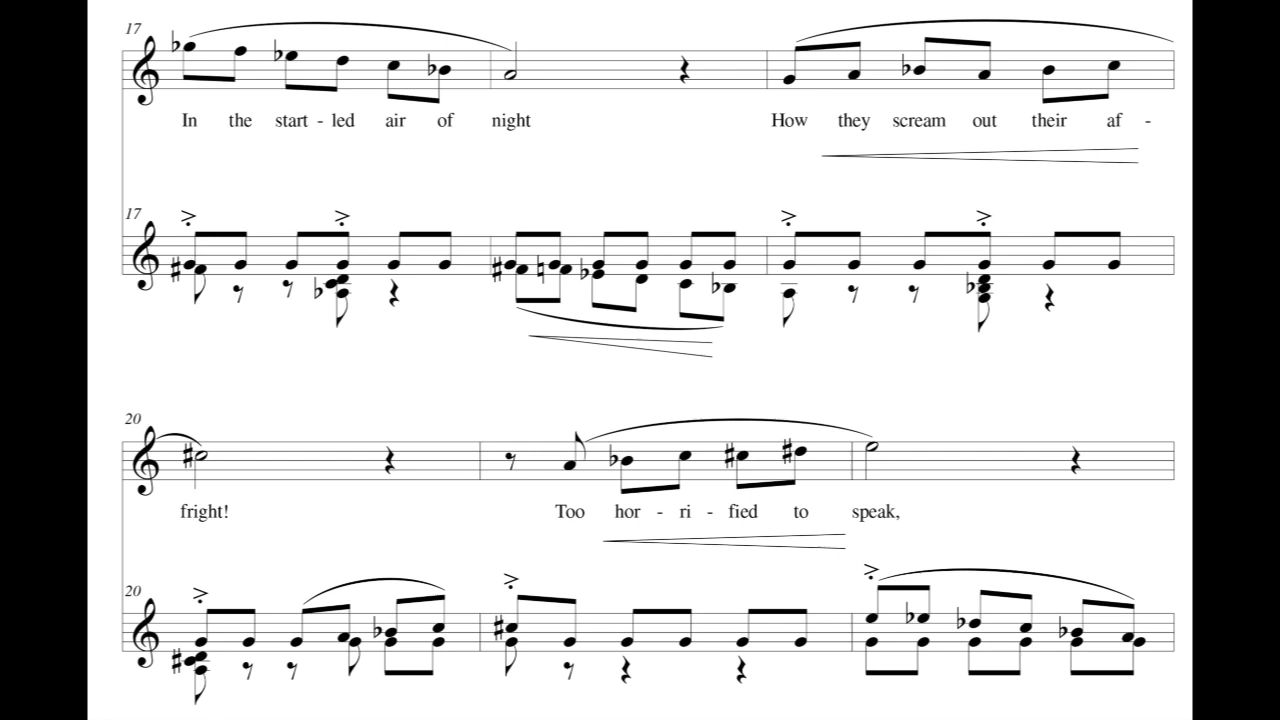 17
In the start - led air of night How they scream out their af -
17
20
fright! Too hor - ri - fied to speak,
20